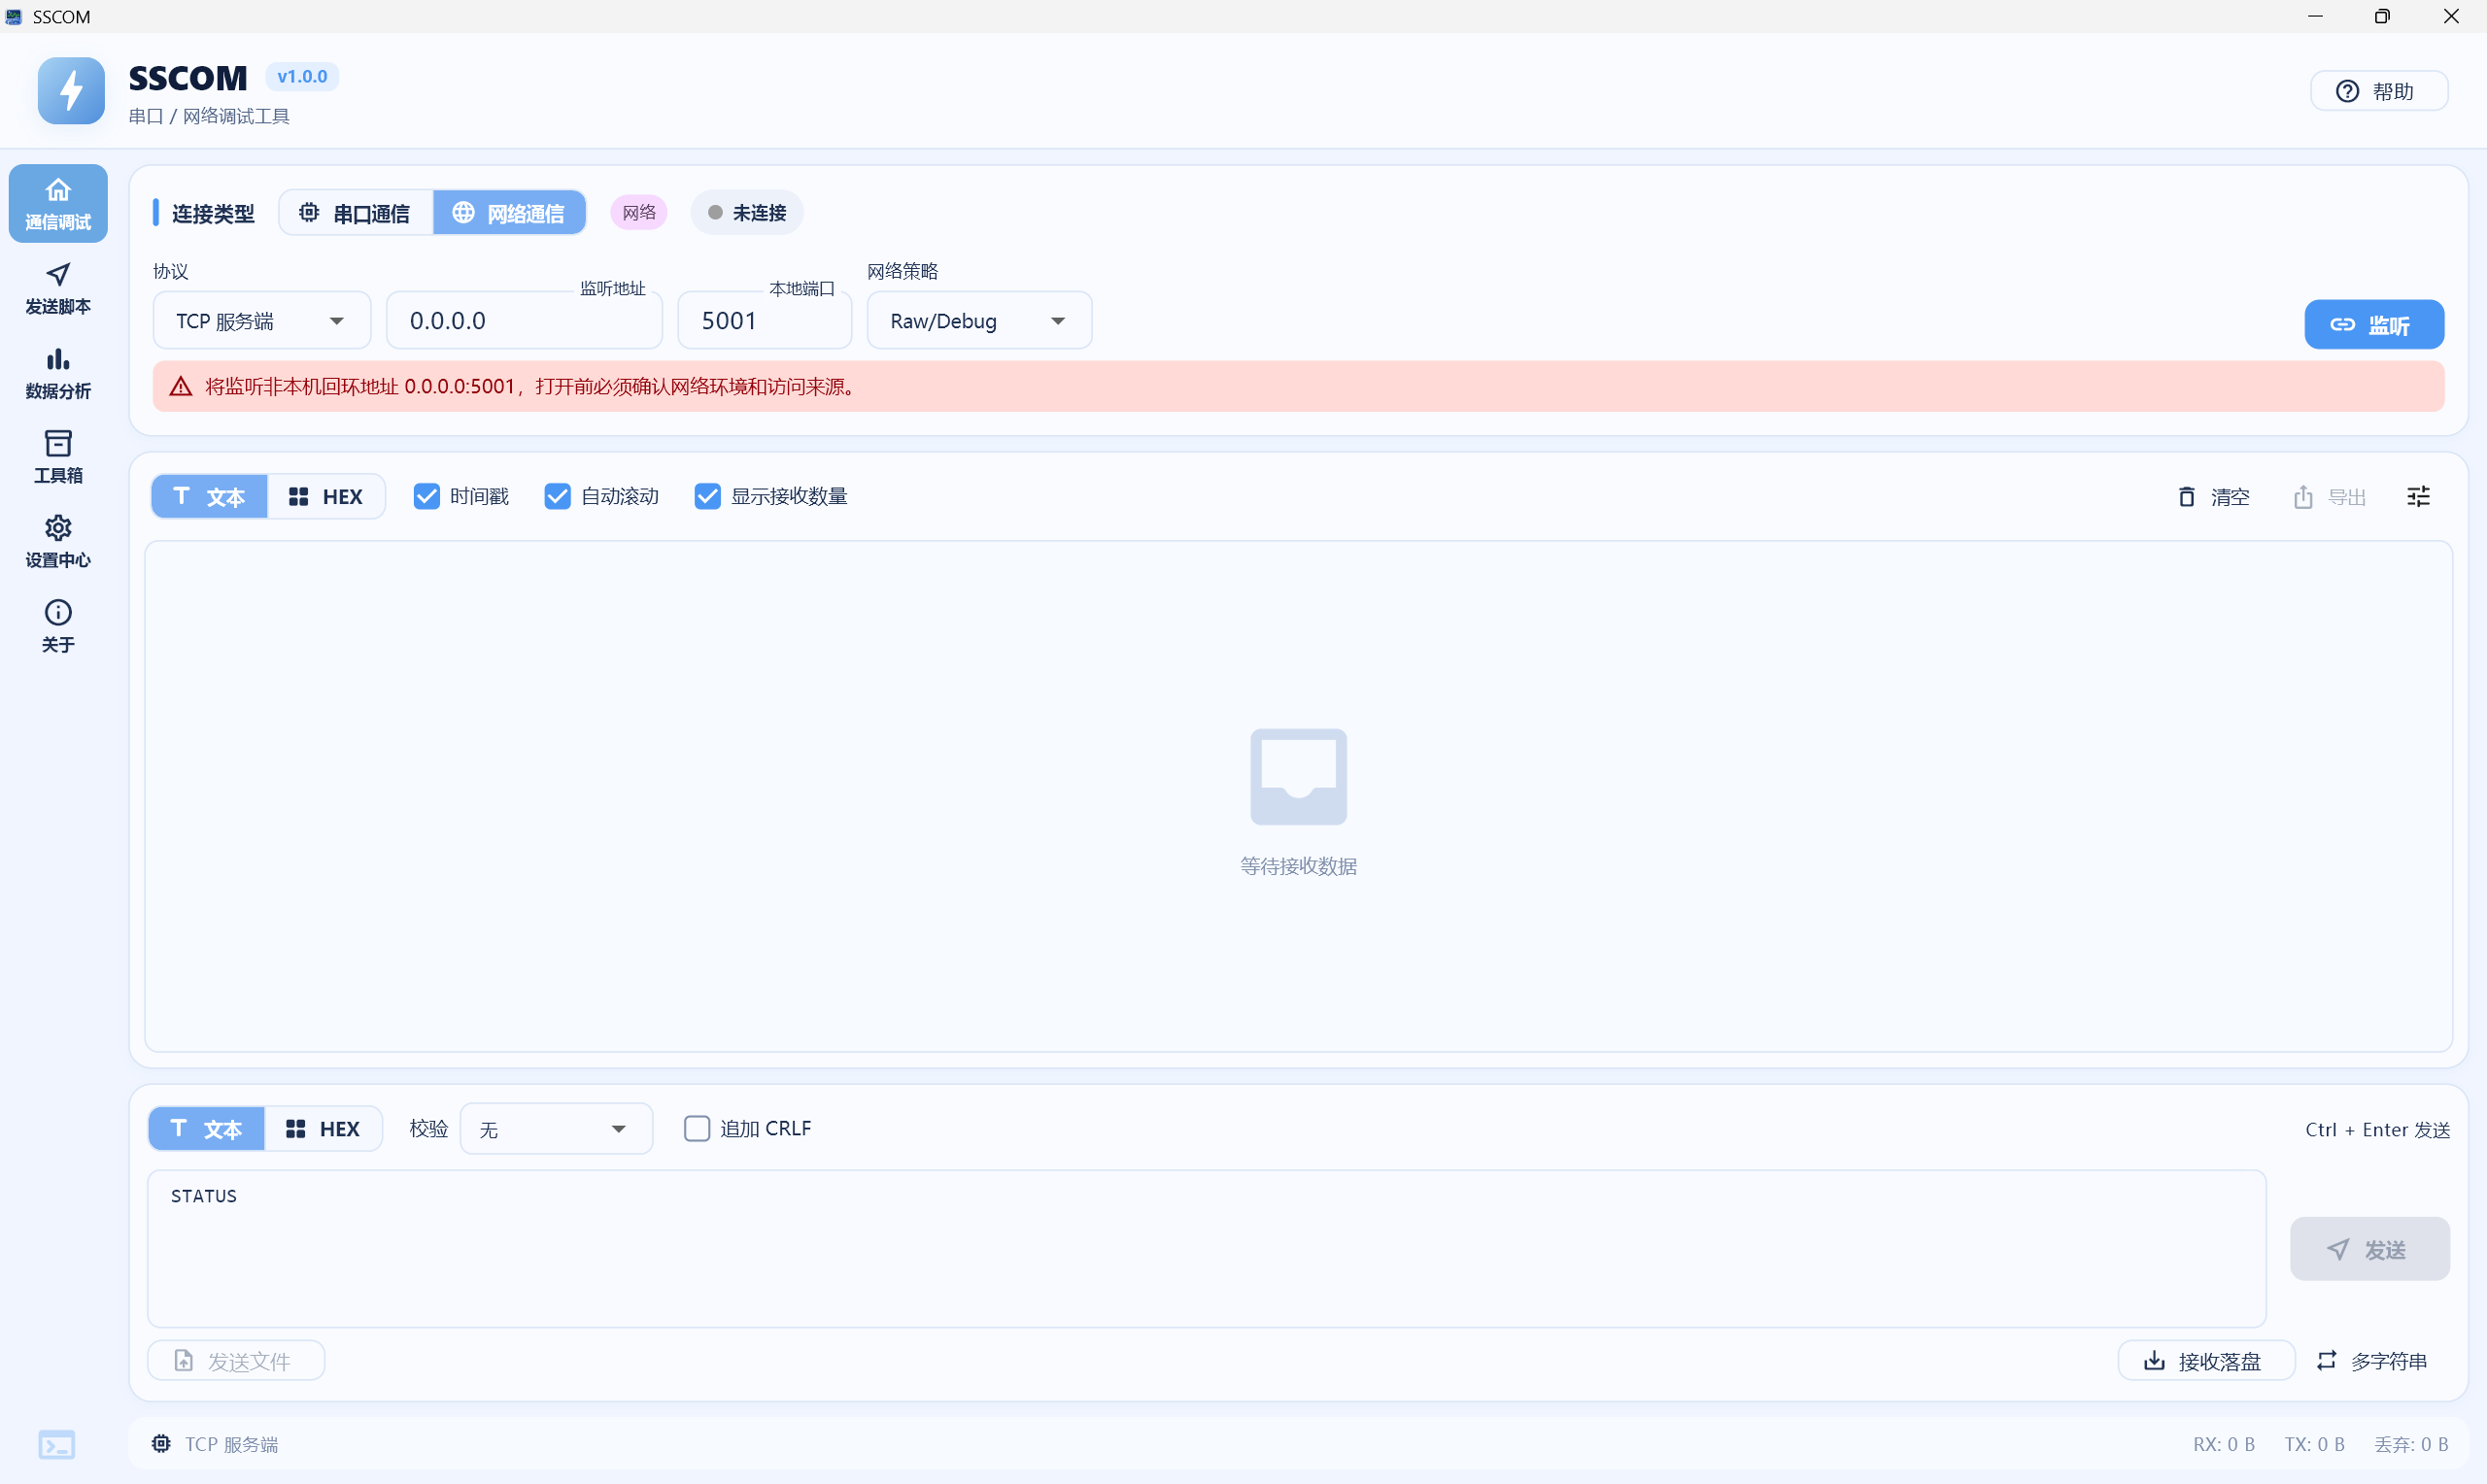 SSCOM
SSCOM v1.0.0
串口 / 网络调试工具
帮助
通信调试
发送脚本
数据分析
工具箱
设置中心
关于
连接类型 串口通信 网络通信 网络 未连接
协议 监听地址 本地端口 网络策略
TCP 服务端 0.0.0.0 5001 Raw/Debug 监听
将监听非本机回环地址 0.0.0.0:5001，打开前必须确认网络环境和访问来源。
文本 HEX 时间戳 自动滚动 显示接收数量 清空 导出
等待接收数据
文本 HEX 校验 无 追加 CRLF Ctrl + Enter 发送
STATUS
发送
发送文件 接收落盘 多字符串
TCP 服务端 RX: 0 B TX: 0 B 丢弃: 0 B